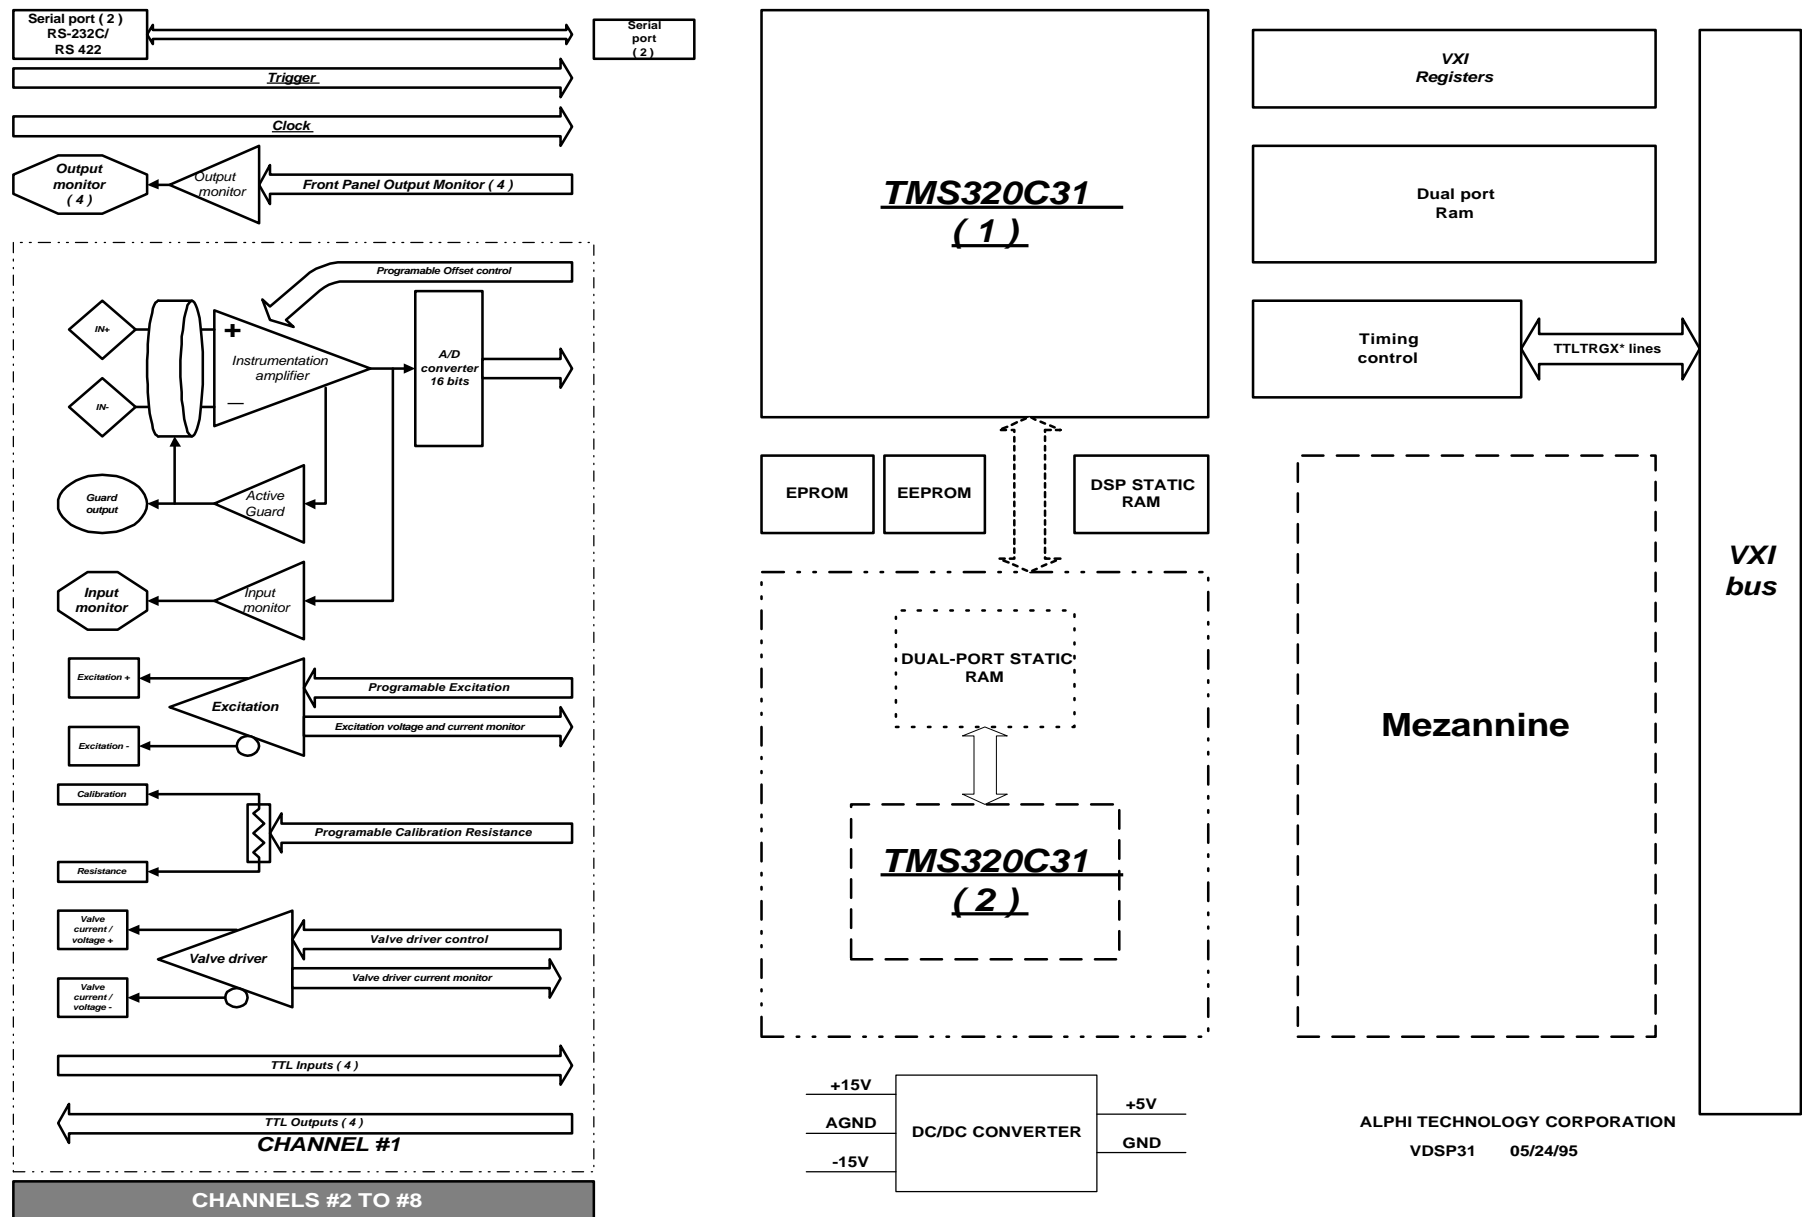 Serial port ( 2 )
RS-232C/
RS 422
Serial
port
( 2 )
Trigger
Clock
Output
monitor
( 4 )
Output
monitor
Front Panel Output Monitor ( 4 )
Programable Offset control
IN+
IN-
+
Instrumentation
amplifier
—
A/D
converter
16 bits
Guard
output
Active
Guard
Input
monitor
Input
monitor
Excitation +
Excitation
Excitation -
Programable Excitation
Excitation voltage and current monitor
Calibration
Programable Calibration Resistance
Resistance
Valve
current /
voltage +
Valve driver
Valve
current /
voltage -
Valve driver control
Valve driver current monitor
TTL Inputs ( 4 )
TTL Outputs ( 4 )
CHANNEL #1
CHANNELS #2 TO #8
TMS320C31
( 1 )
EPROM
EEPROM
DSP STATIC
RAM
DUAL-PORT STATIC
RAM
TMS320C31
( 2 )
+15V
AGND
-15V
DC/DC CONVERTER
+5V
GND
VXI
Registers
Dual port
Ram
Timing
control
TTLTRGX* lines
Mezannine
VXI
bus
ALPHI TECHNOLOGY CORPORATION
VDSP31 05/24/95